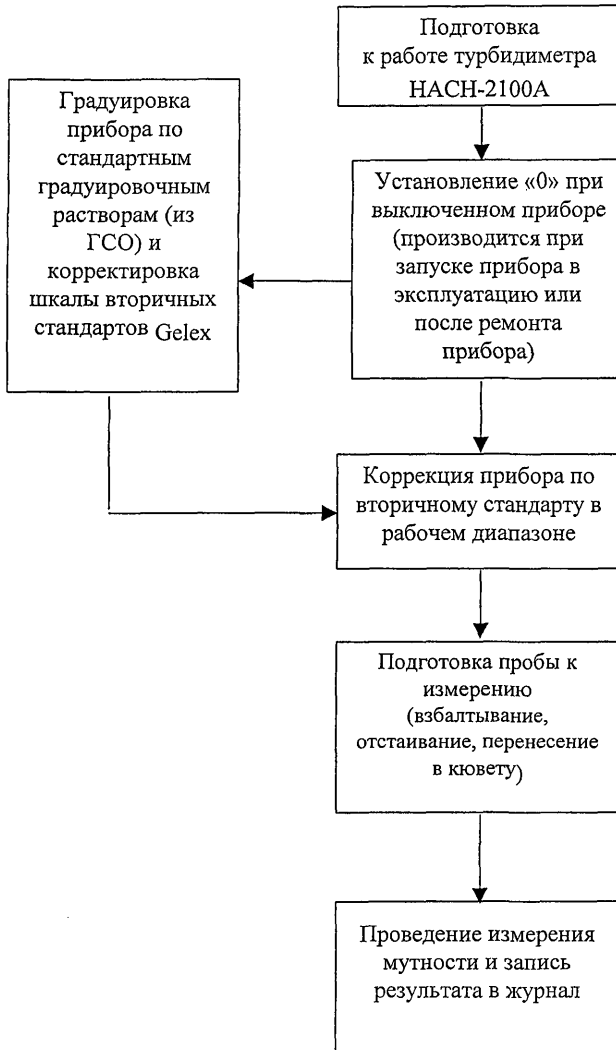 Подготовка
к работе турбидиметра
НАСН-2100А
Градуировка
прибора по
стандартным
градуировочным
растворам (из
ГСО) и
корректировка
шкалы вторичных
стандартов Gelex
Установление «0» при
выключенном приборе
(производится при
запуске прибора в
эксплуатацию или
после ремонта
прибора)
Коррекция прибора по
вторичному стандарту в
рабочем диапазоне
Подготовка пробы к
измерению
(взбалтывание,
отстаивание, перенесение
в кювету)
Проведение измерения
мутности и запись
результата в журнал